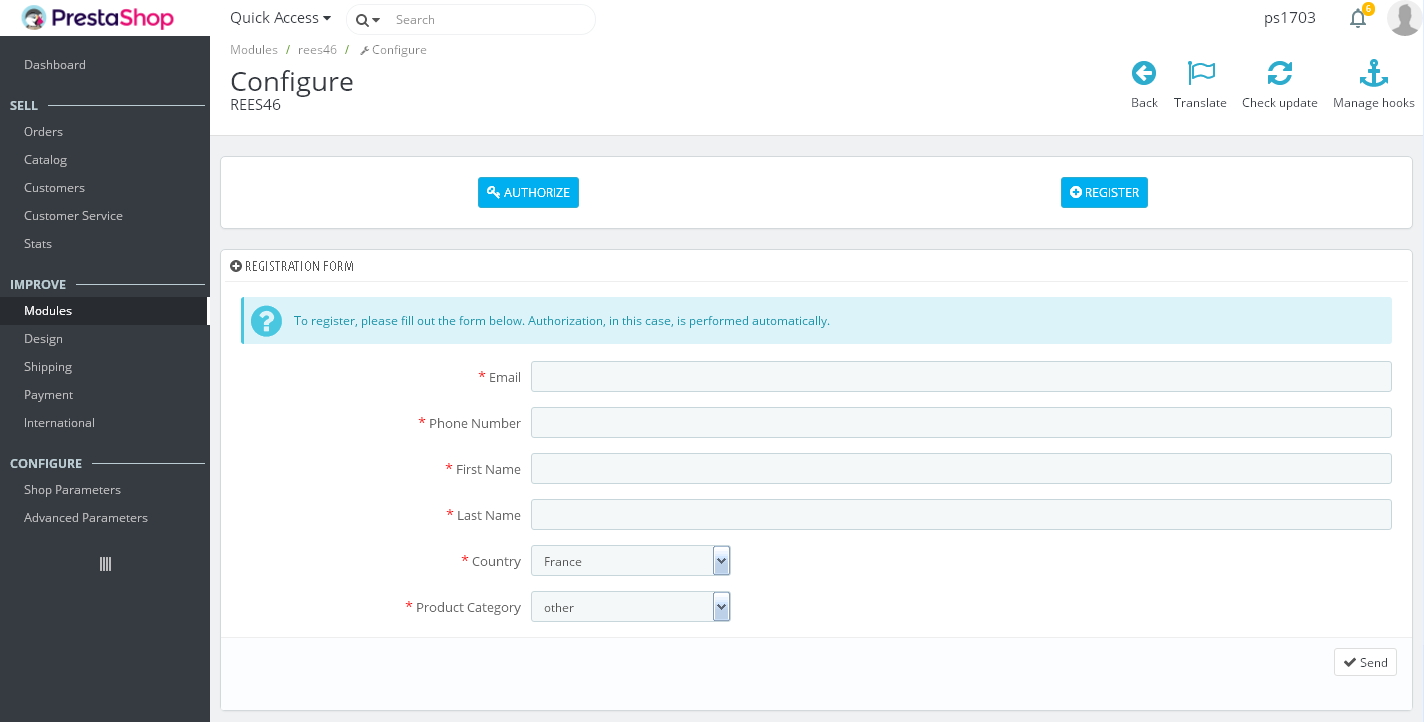 PrestaShop
Quick Access
Search
ps1703
6
Modules / rees46 / Configure
Configure
REES46
Back
Translate
Check update
Manage hooks
Dashboard
SELL
Orders
Catalog
Customers
Customer Service
Stats
IMPROVE
Modules
Design
Shipping
Payment
International
CONFIGURE
Shop Parameters
Advanced Parameters
AUTHORIZE
REGISTER
REGISTRATION FORM
To register, please fill out the form below. Authorization, in this case, is performed automatically.
* Email
* Phone Number
* First Name
* Last Name
* Country France
* Product Category other
Send